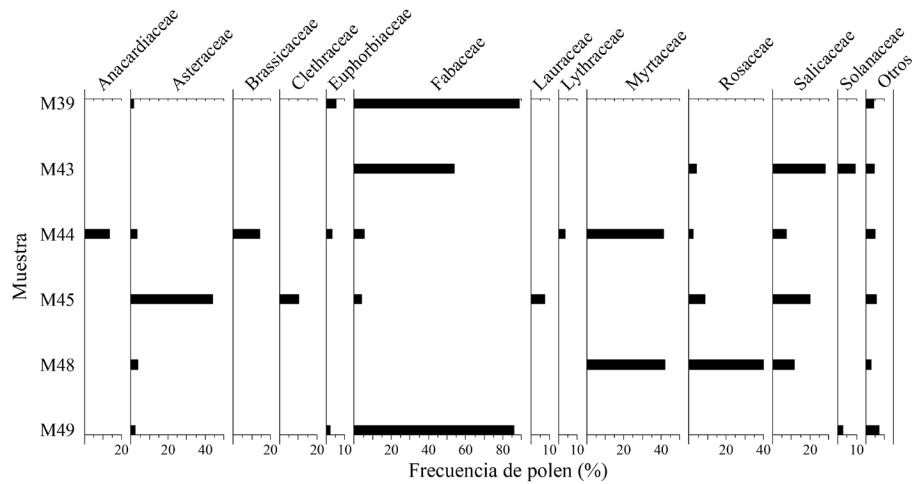 Anacardiaceae Asteraceae Brassicaceae Clethraceae Euphorbiaceae Fabaceae Lauraceae Lythraceae Myrtaceae Rosaceae Salicaceae Solanaceae Otros
M39
M43
M44
M45
M48
M49
Muestra
20 20 40 20 20 10 20 40 60 80 10 10 20 40 20 40 20 10 20
Frecuencia de polen (%)